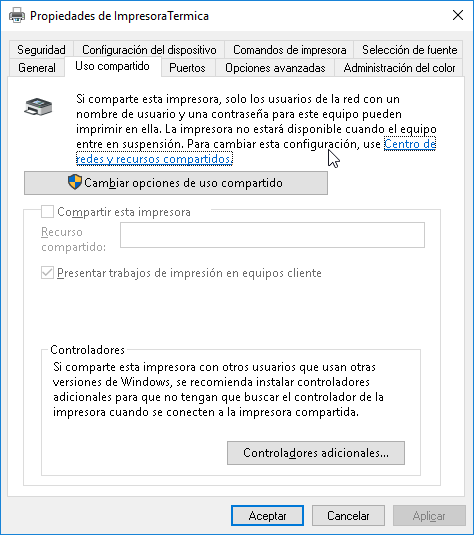 Propiedades de ImpresoraTermica
Seguridad
Configuración del dispositivo
Comandos de impresora
Selección de fuente
General
Uso compartido
Puertos
Opciones avanzadas
Administración del color
Si comparte esta impresora, solo los usuarios de la red con un
nombre de usuario y una contraseña para este equipo pueden
imprimir en ella. La impresora no estará disponible cuando el equipo
entre en suspensión. Para cambiar esta configuración, use Centro de
redes y recursos compartidos.
Cambiar opciones de uso compartido
Compartir esta impresora
Recurso
compartido:
Presentar trabajos de impresión en equipos cliente
Controladores
Si comparte esta impresora con otros usuarios que usan otras
versiones de Windows, se recomienda instalar controladores
adicionales para que no tengan que buscar el controlador de la
impresora cuando se conecten a la impresora compartida.
Controladores adicionales...
Aceptar
Cancelar
Aplicar